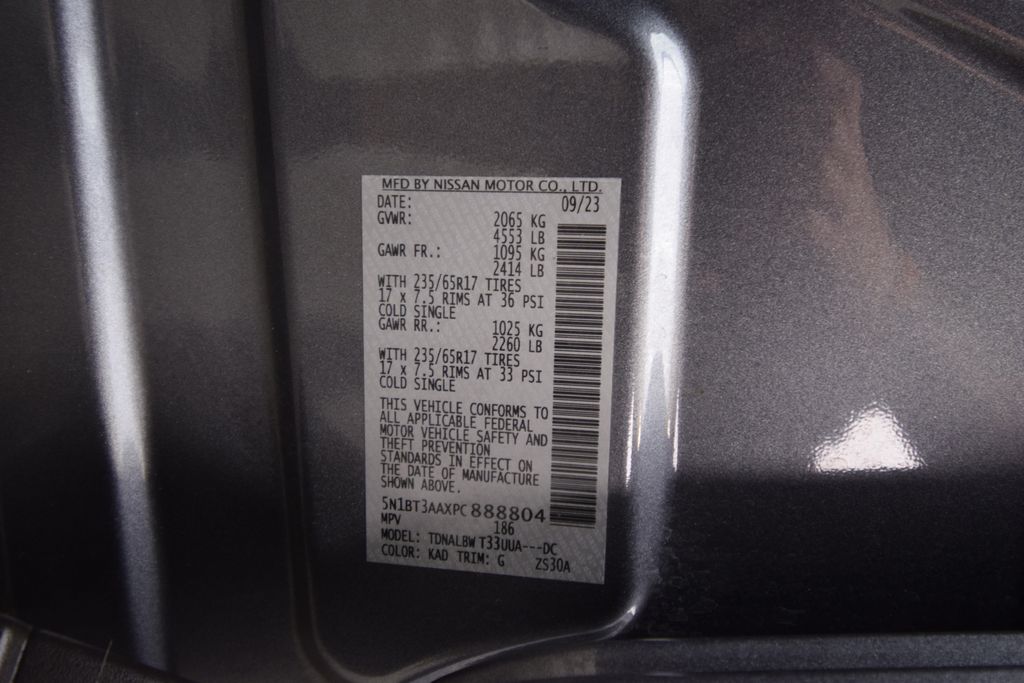 MFD BY NISSAN MOTOR CO., LTD.
DATE: 09/23
GVWR: 2065 KG
4553 LB
GAWR FR.: 1095 KG
2414 LB
WITH 235/65R17 TIRES
17 x 7.5 RIMS AT 36 PSI
COLD SINGLE
GAWR RR.: 1025 KG
2260 LB
WITH 235/65R17 TIRES
17 x 7.5 RIMS AT 33 PSI
COLD SINGLE
THIS VEHICLE CONFORMS TO
ALL APPLICABLE FEDERAL
MOTOR VEHICLE SAFETY AND
THEFT PREVENTION
STANDARDS IN EFFECT ON
THE DATE OF MANUFACTURE
SHOWN ABOVE.
5N1BT3AAXPC888804
MPV 186
MODEL: TDNALBW T33UUA---DC
COLOR: KAD TRIM: G ZS30A